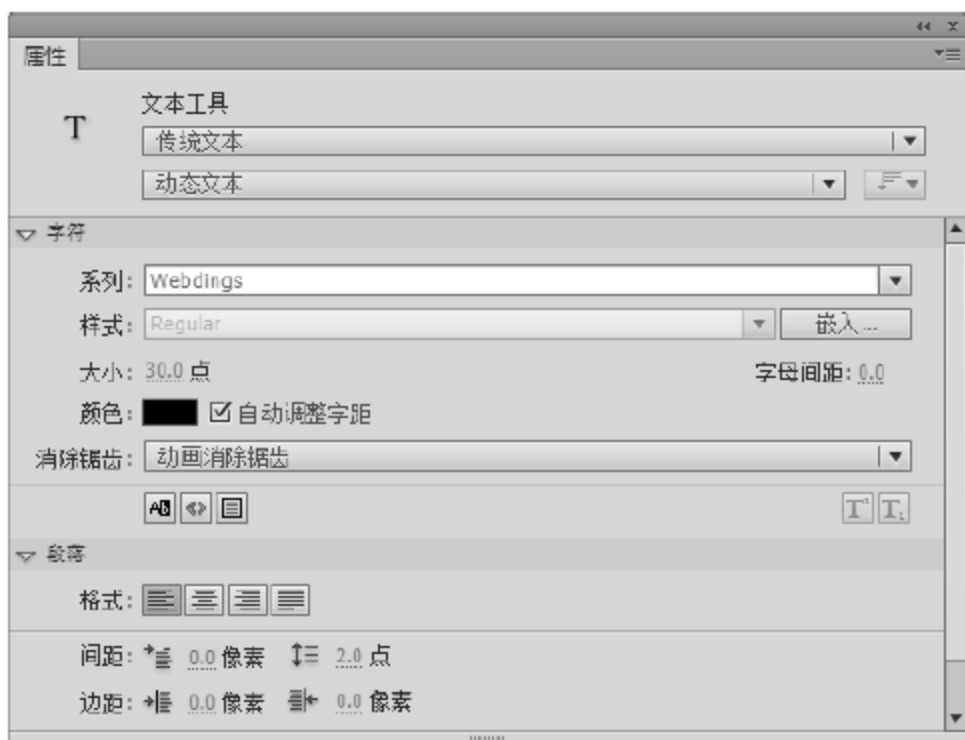 属性
T 文本工具
传统文本
动态文本
字符
系列: Webdings
样式: Regular 嵌入...
大小: 30.0 点 字母间距: 0.0
颜色: 自动调整字距
消除锯齿: 动画消除锯齿
段落
格式:
间距: 0.0 像素 2.0 点
边距: 0.0 像素 0.0 像素